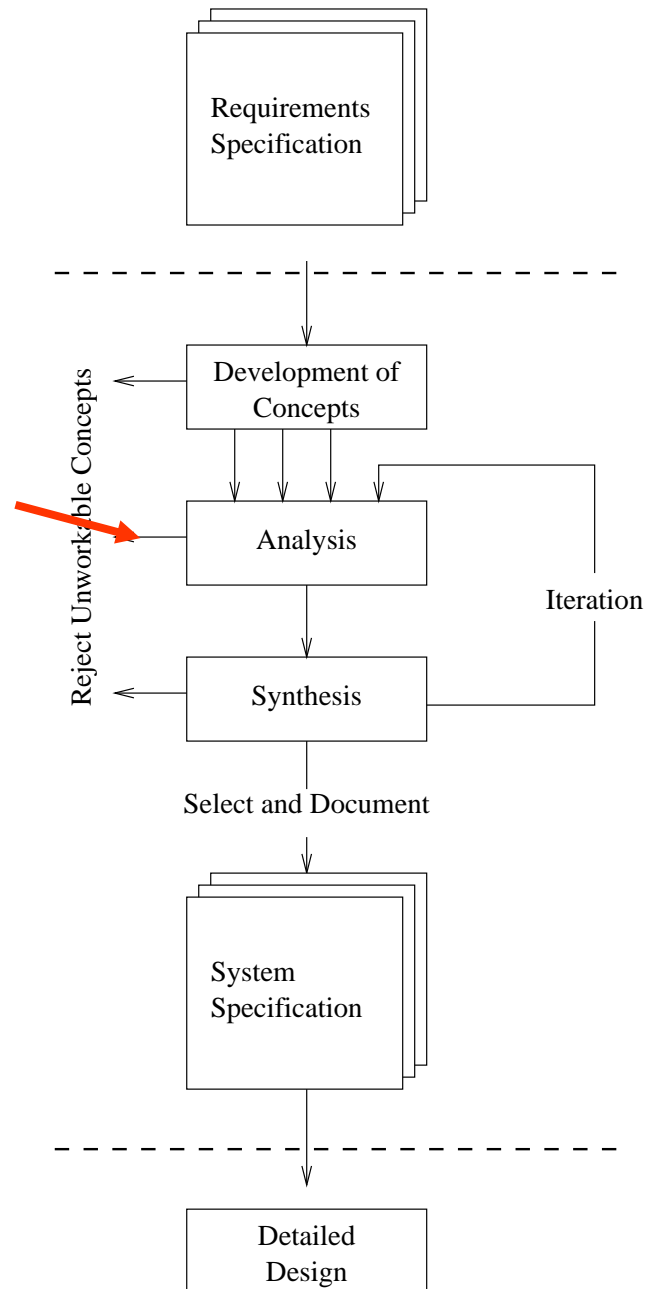 Requirements
Specification
Development of
Concepts
Reject Unworkable Concepts
Analysis
Iteration
Synthesis
Select and Document
System
Specification
Detailed
Design